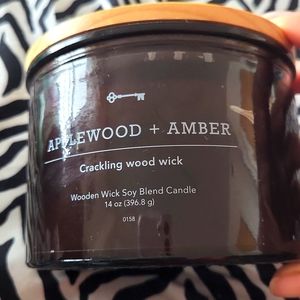 APPLEWOOD + AMBER
Crackling wood wick
Wooden Wick Soy Blend Candle
14 oz (396.8 g)
0158